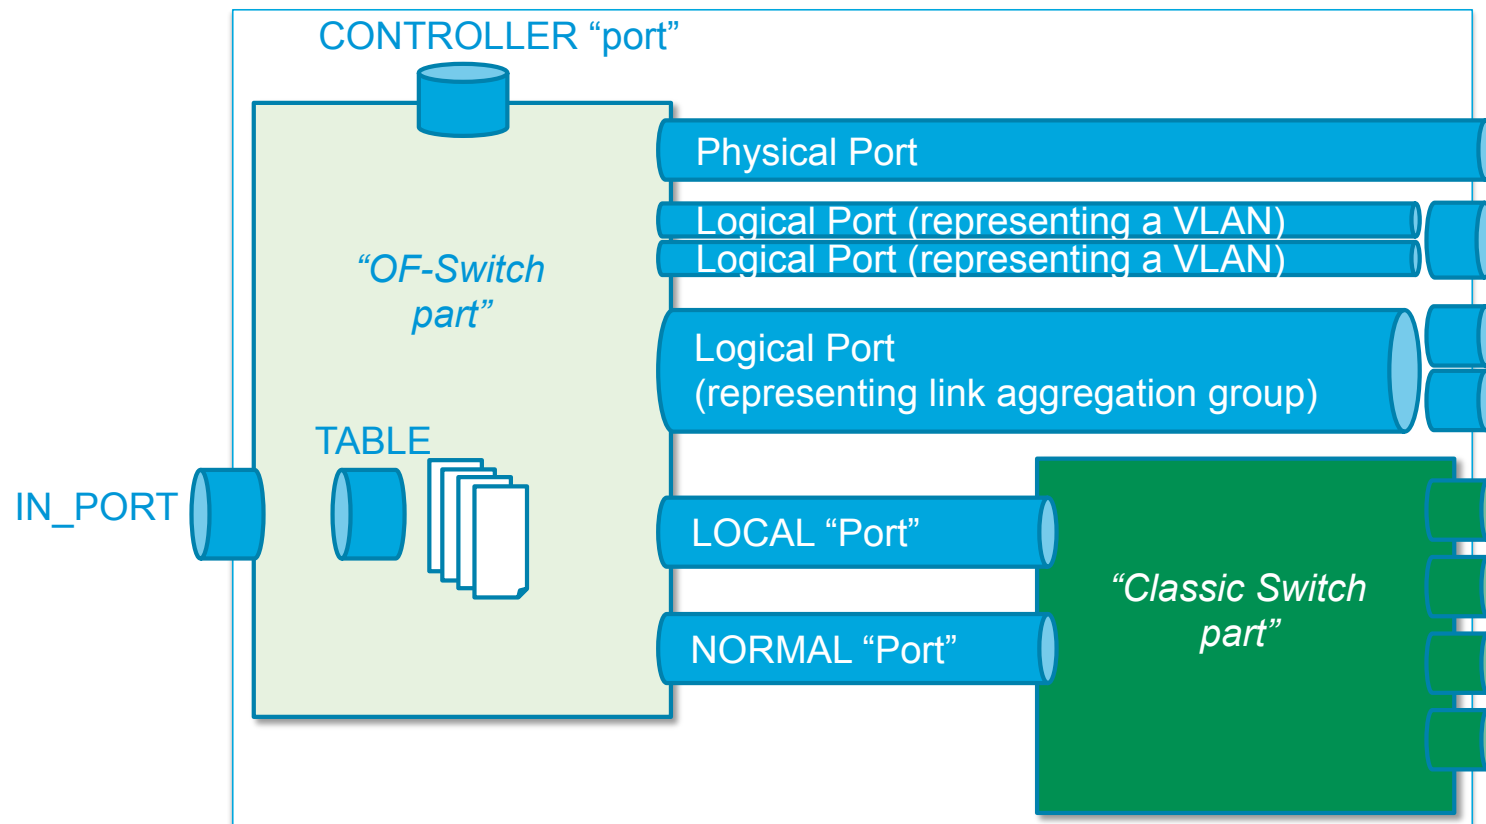 CONTROLLER “port”
Physical Port
Logical Port (representing a VLAN)
Logical Port (representing a VLAN)
“OF-Switch
part”
Logical Port
(representing link aggregation group)
TABLE
IN_PORT
LOCAL “Port”
NORMAL “Port”
“Classic Switch
part”